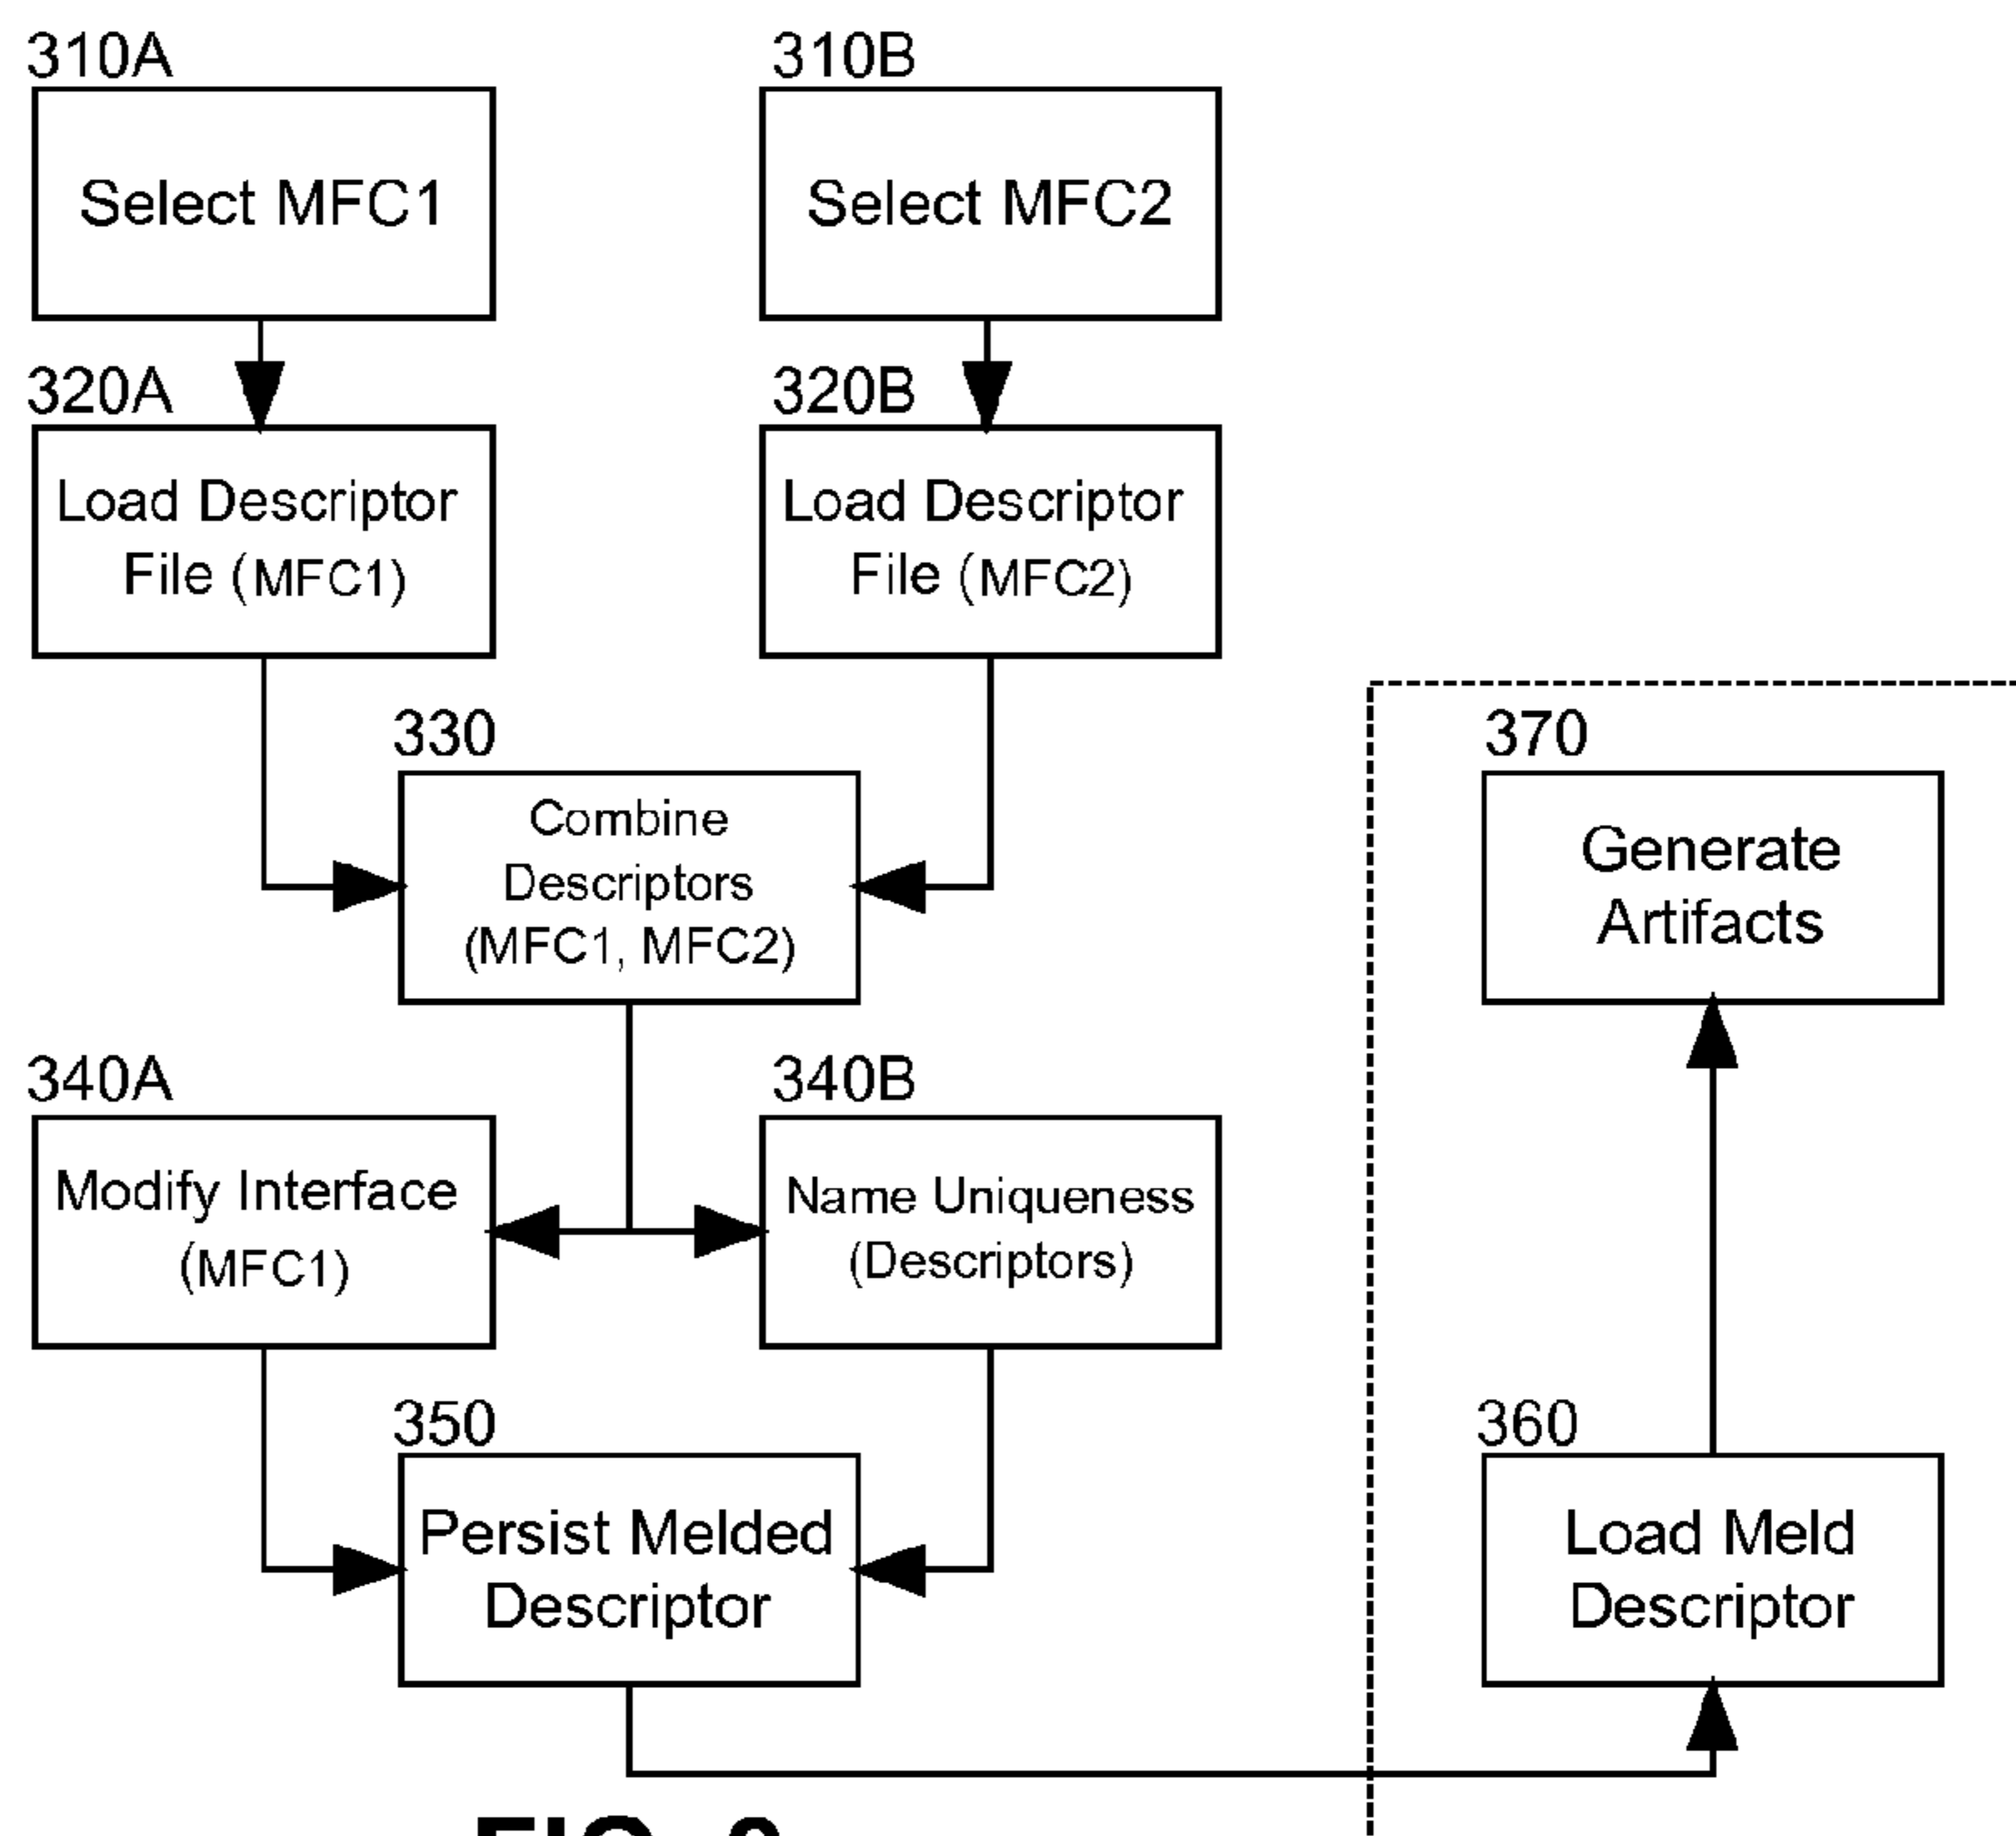 310A
Select MFC1
310B
Select MFC2
320A
Load Descriptor
File (MFC1)
320B
Load Descriptor
File (MFC2)
330
Combine
Descriptors
(MFC1, MFC2)
340A
Modify Interface
(MFC1)
340B
Name Uniqueness
(Descriptors)
350
Persist Melded
Descriptor
370
Generate
Artifacts
360
Load Meld
Descriptor
FIG.